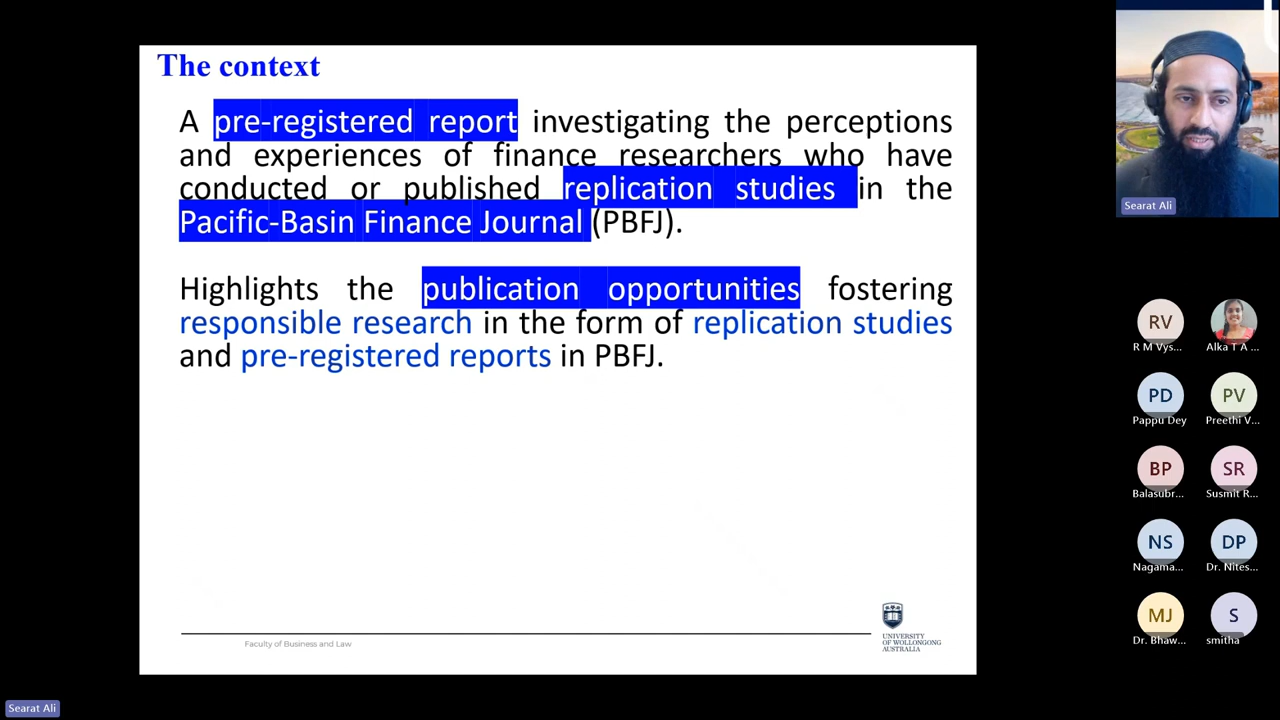 The context
A pre-registered report investigating the perceptions
and experiences of finance researchers who have
conducted or published replication studies in the
Pacific-Basin Finance Journal (PBFJ).
Highlights the publication opportunities fostering
responsible research in the form of replication studies
and pre-registered reports in PBFJ.
Faculty of Business and Law
UNIVERSITY
OF WOLLONGONG
AUSTRALIA
Searat Ali
RV
R M Vys...
Alka T A ...
PD
Pappu Dey
PV
Preethi V...
BP
Balasubr...
SR
Susmit R...
NS
Nagama...
DP
Dr. Nites...
MJ
Dr. Bhaw...
S
smitha
Searat Ali